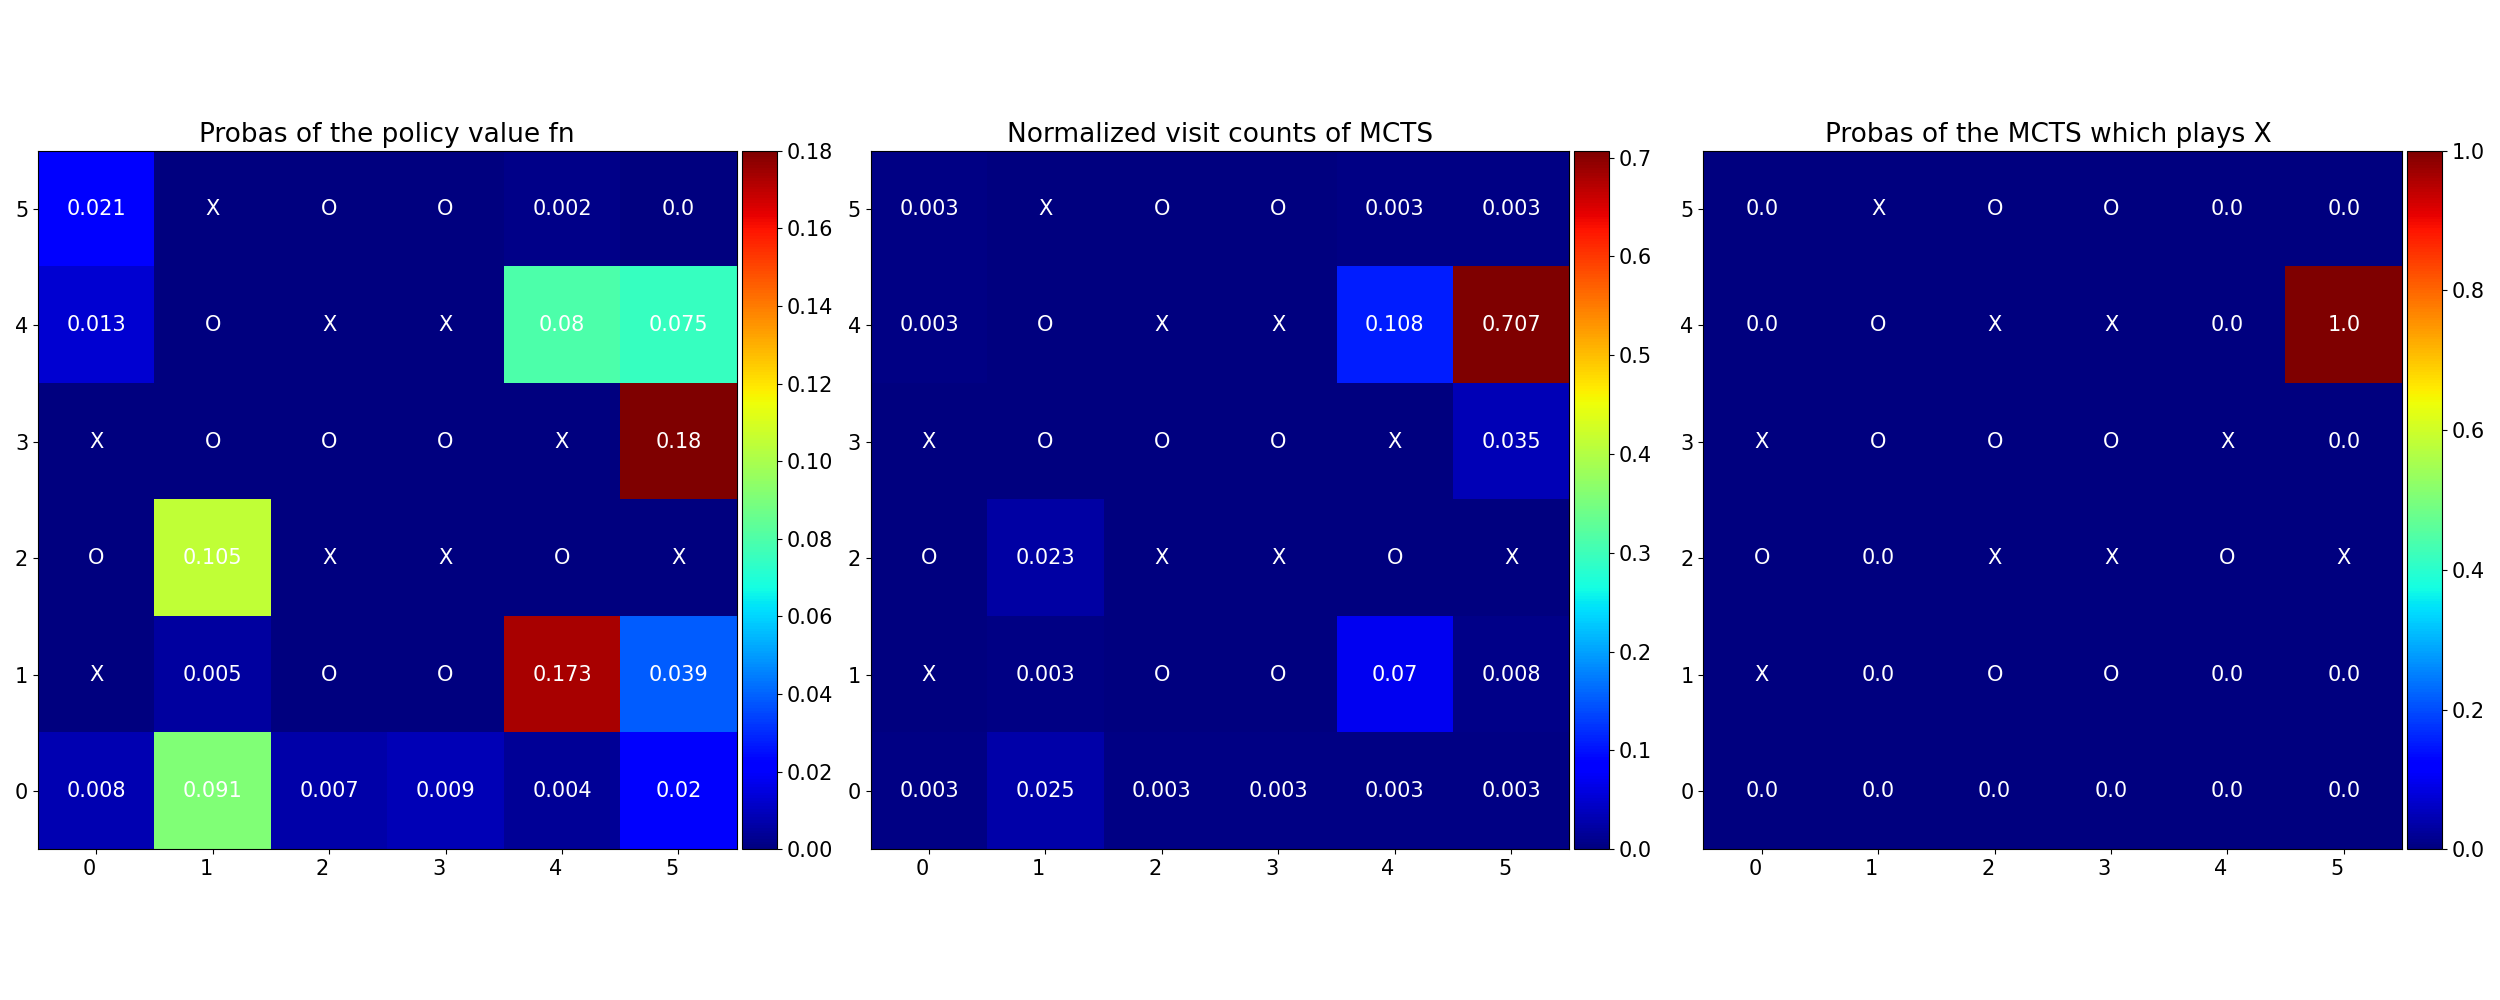 Probas of the policy value fn
5 0.021 X O O 0.002 0.0
4 0.013 O X X 0.08 0.075
3 X O O O X 0.18
2 O 0.105 X X O X
1 X 0.005 O O 0.173 0.039
0 0.008 0.091 0.007 0.009 0.004 0.02
0 1 2 3 4 5
0.18
0.16
0.14
0.12
0.10
0.08
0.06
0.04
0.02
0.00
Normalized visit counts of MCTS
5 0.003 X O O 0.003 0.003
4 0.003 O X X 0.108 0.707
3 X O O O X 0.035
2 O 0.023 X X O X
1 X 0.003 O O 0.07 0.008
0 0.003 0.025 0.003 0.003 0.003 0.003
0 1 2 3 4 5
0.7
0.6
0.5
0.4
0.3
0.2
0.1
0.0
Probas of the MCTS which plays X
5 0.0 X O O 0.0 0.0
4 0.0 O X X 0.0 1.0
3 X O O O X 0.0
2 O 0.0 X X O X
1 X 0.0 O O 0.0 0.0
0 0.0 0.0 0.0 0.0 0.0 0.0
0 1 2 3 4 5
1.0
0.8
0.6
0.4
0.2
0.0